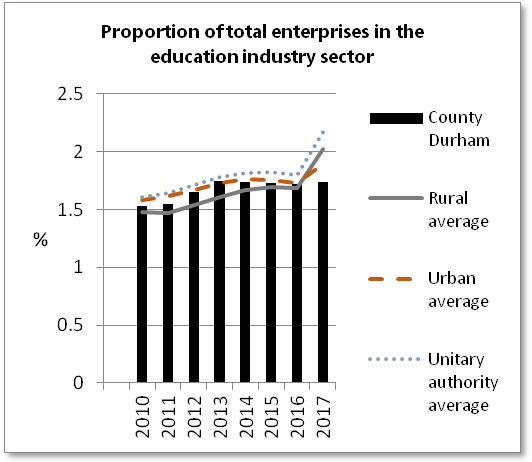 Proportion of total enterprises in the
education industry sector
2.5
2
1.5
1
0.5
0
%
2010
2011
2012
2013
2014
2015
2016
2017
County
Durham
Rural
average
Urban
average
Unitary
authority
average